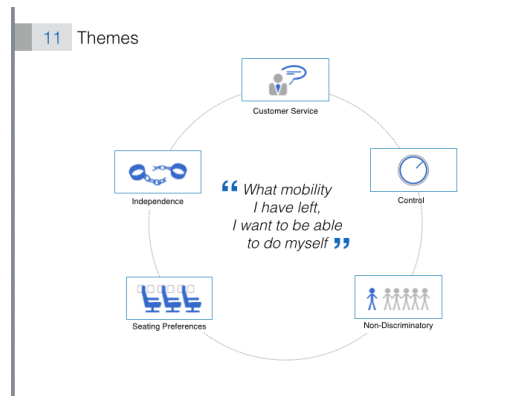 11 Themes
Customer Service
Independence
Control
“ What mobility
I have left,
I want to be able
to do myself ”
Seating Preferences
Non-Discriminatory